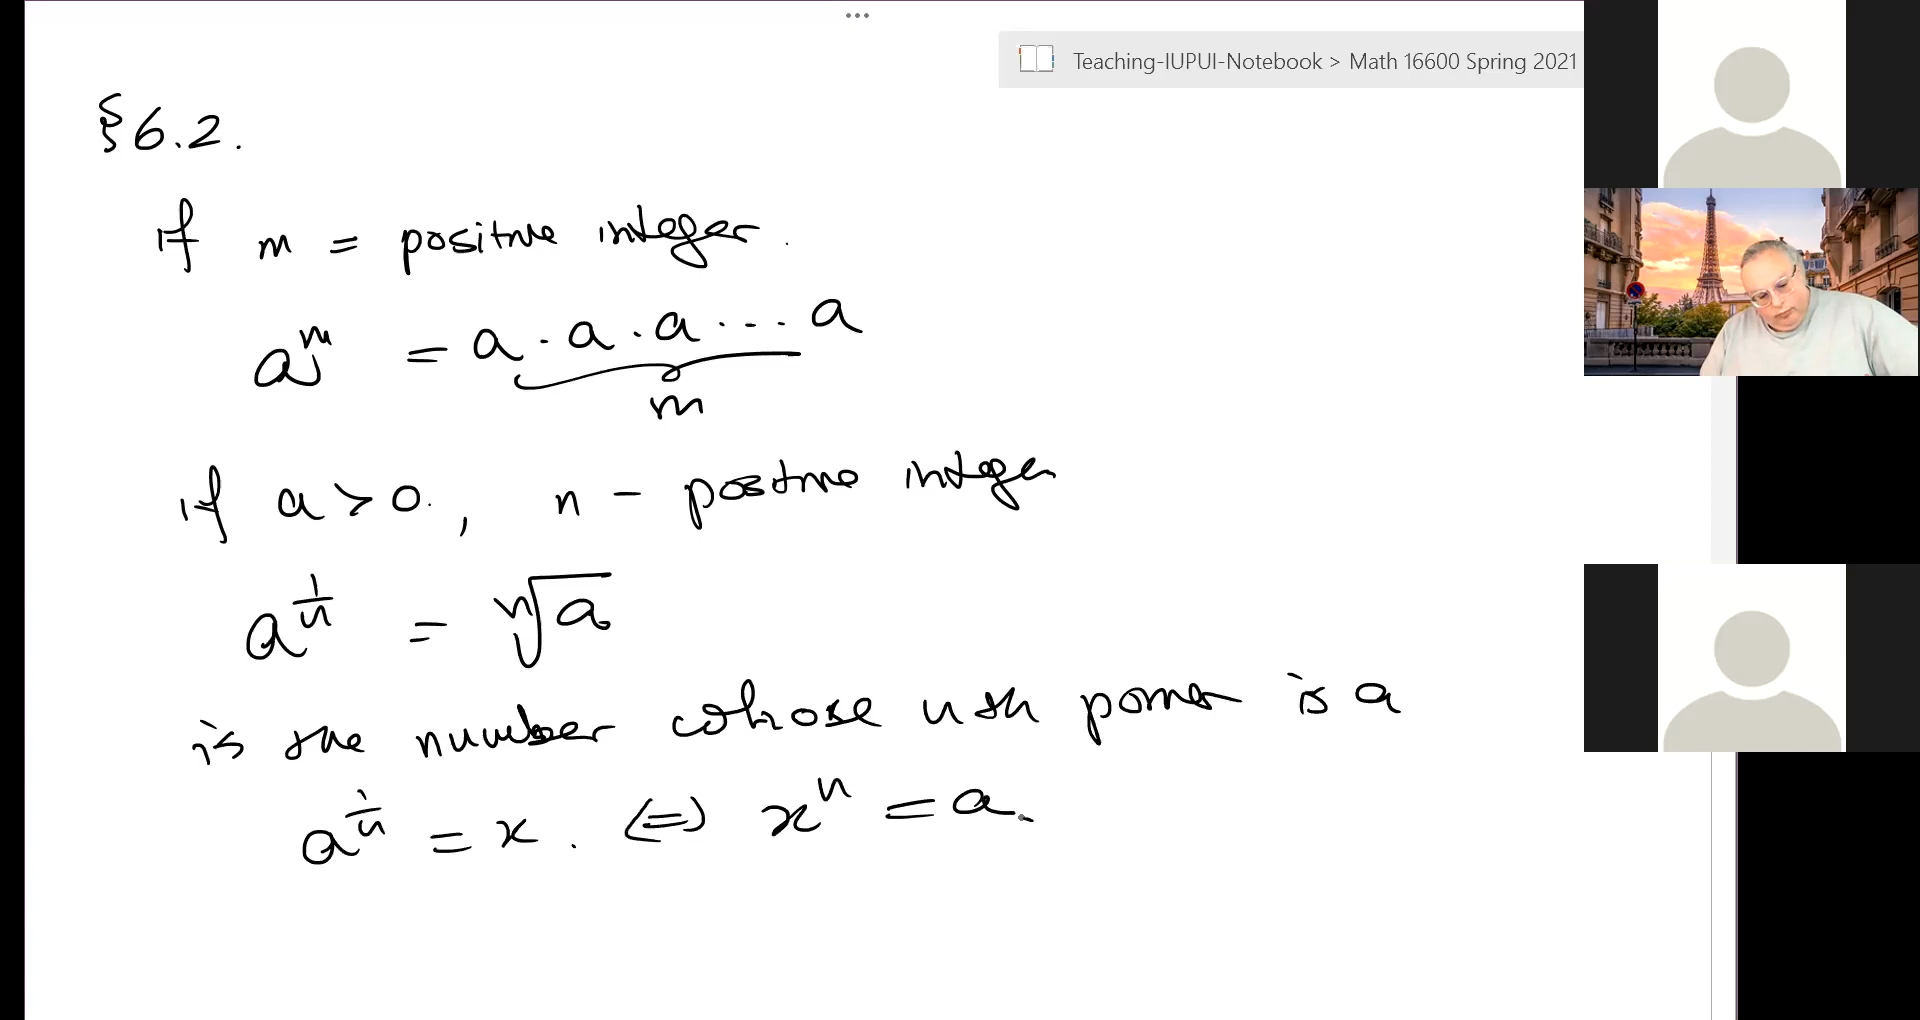 ...
Teaching-IUPUI-Notebook > Math 16600 Spring 2021
§6.2.
If m = positive integer.
a^m = a · a · a ··· a
m
if a > 0, n – positive integer
a^(1/n) = ⁿ√a
is the number whose nth power is a
a^(1/n) = x. ⟺ xⁿ = a.